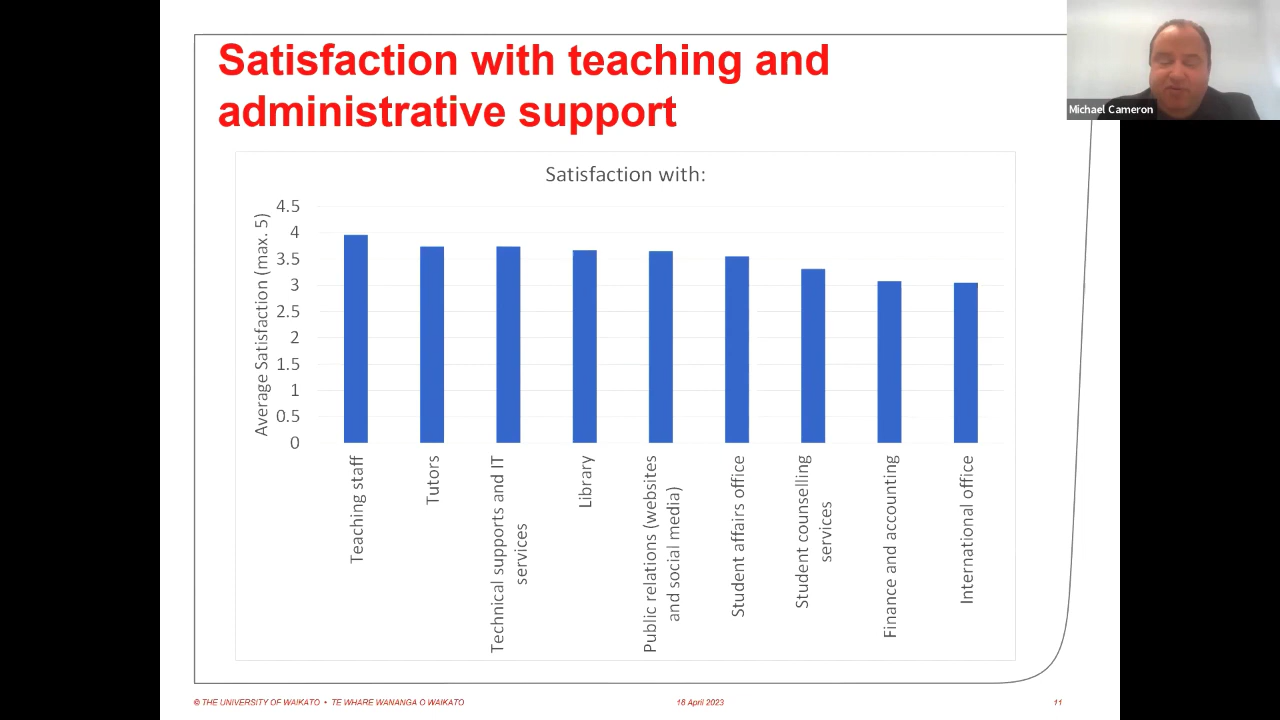 Satisfaction with teaching and
administrative support
Michael Cameron
Satisfaction with:
Average Satisfaction (max. 5)
4.5
4
3.5
3
2.5
2
1.5
1
0.5
0
Teaching staff
Tutors
Technical supports and IT
services
Library
Public relations (websites
and social media)
Student affairs office
Student counselling
services
Finance and accounting
International office
© THE UNIVERSITY OF WAIKATO • TE WHARE WANANGA O WAIKATO
16 April 2023
11